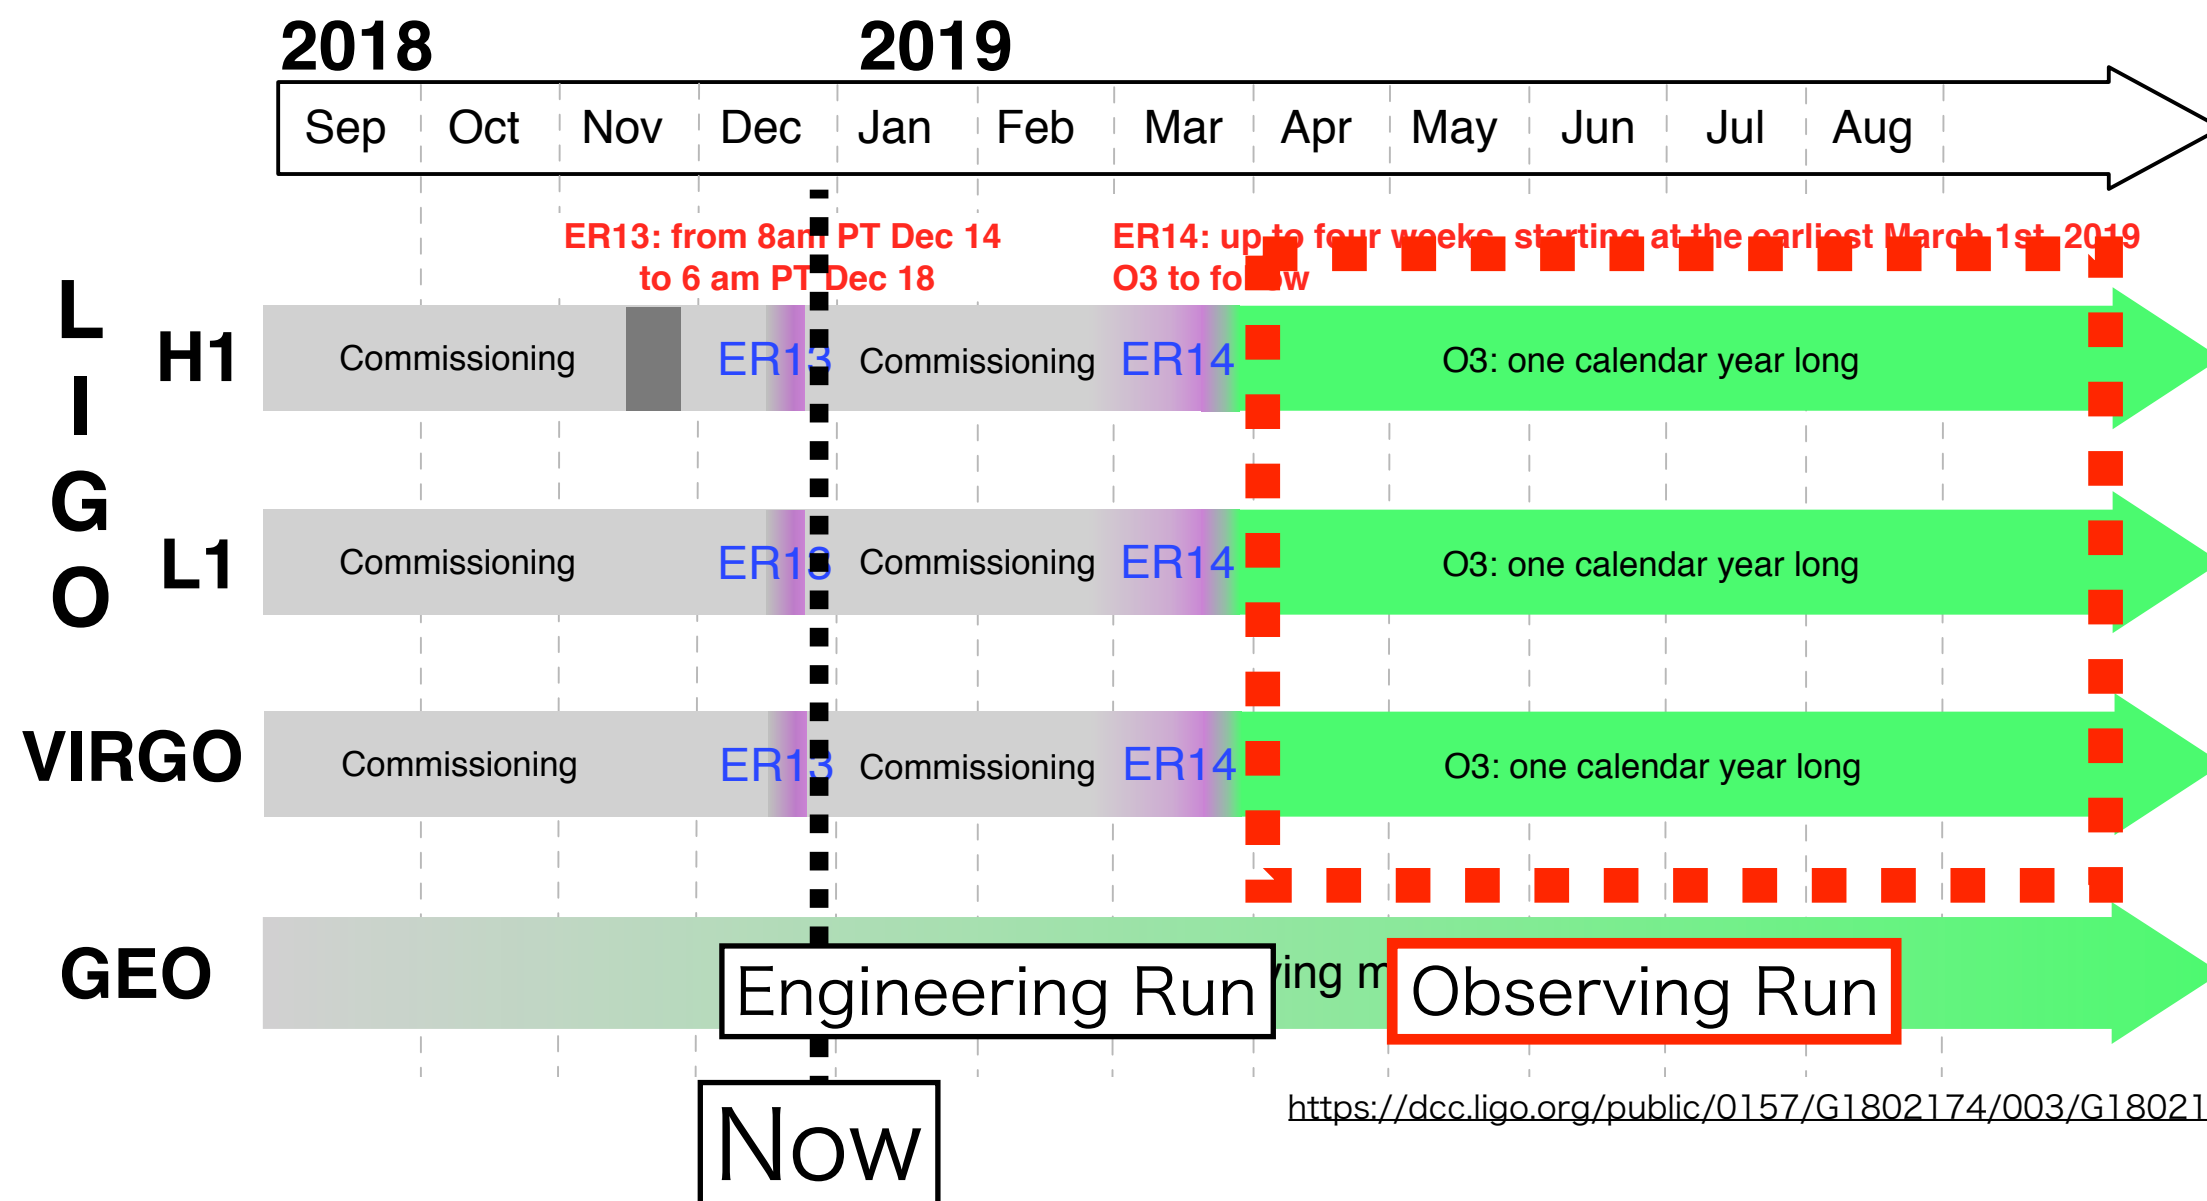 2018 2019
Sep Oct Nov Dec Jan Feb Mar Apr May Jun Jul Aug
ER13: from 8am PT Dec 14
to 6 am PT Dec 18
ER14: up to four weeks, starting at the earliest March 1st, 2019
O3 to follow
LIGO
H1
Commissioning ER13 Commissioning ER14 O3: one calendar year long
L1
Commissioning ER13 Commissioning ER14 O3: one calendar year long
VIRGO
Commissioning ER13 Commissioning ER14 O3: one calendar year long
GEO
Engineering Run
Observing Run
Now
https://dcc.ligo.org/public/0157/G1802174/003/G18021